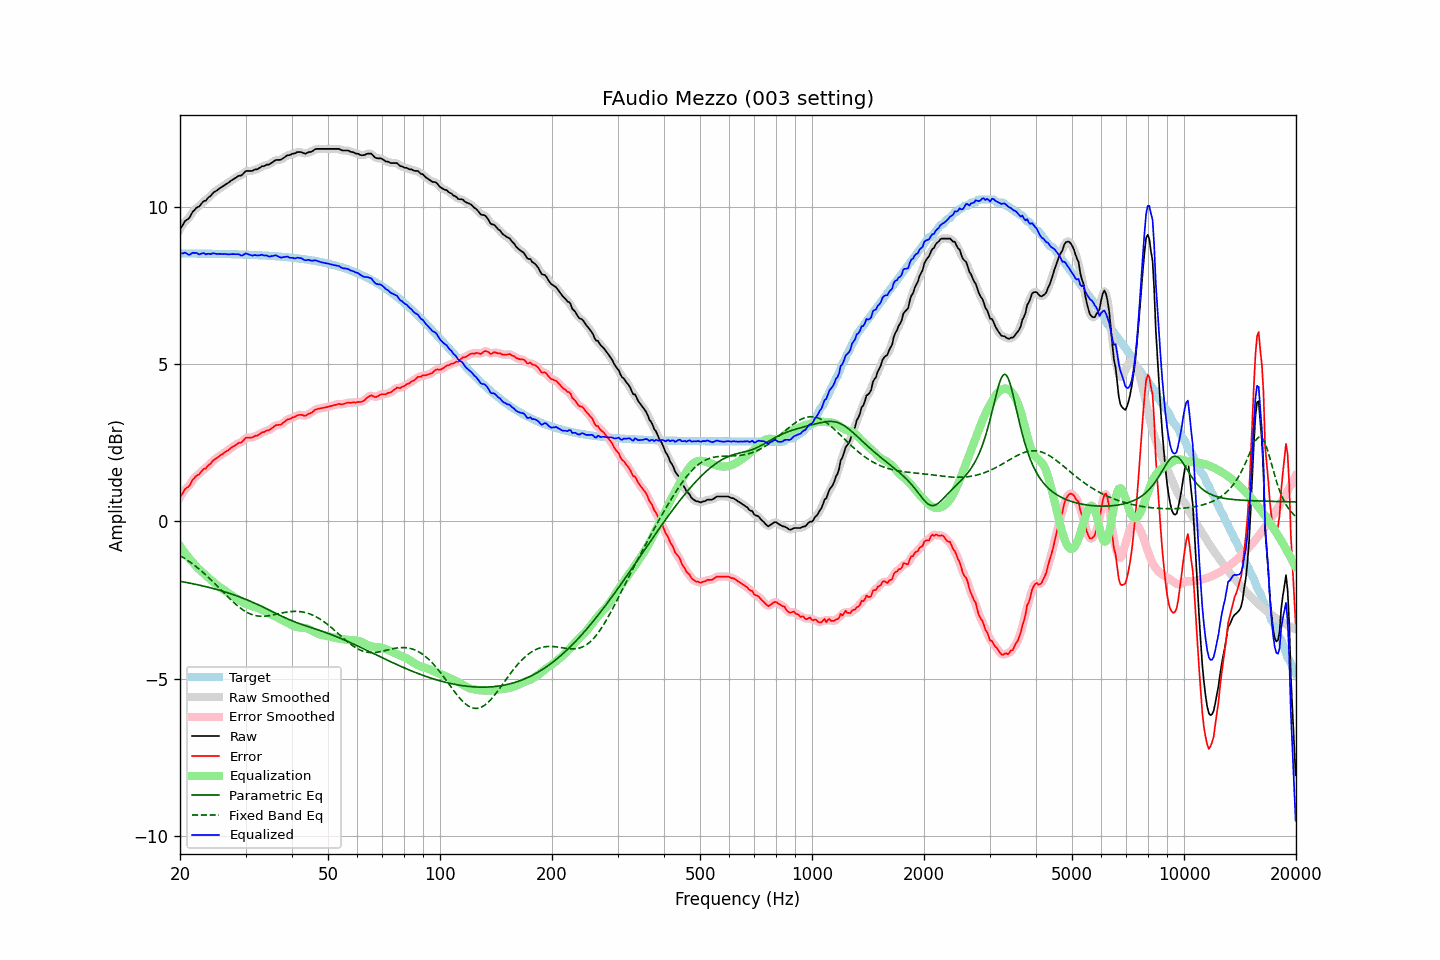 FAudio Mezzo (003 setting)
Amplitude (dBr)
10
5
0
−5
−10
Target
Raw Smoothed
Error Smoothed
Raw
Error
Equalization
Parametric Eq
Fixed Band Eq
Equalized
20
50
100
200
500
1000
2000
5000
10000
20000
Frequency (Hz)